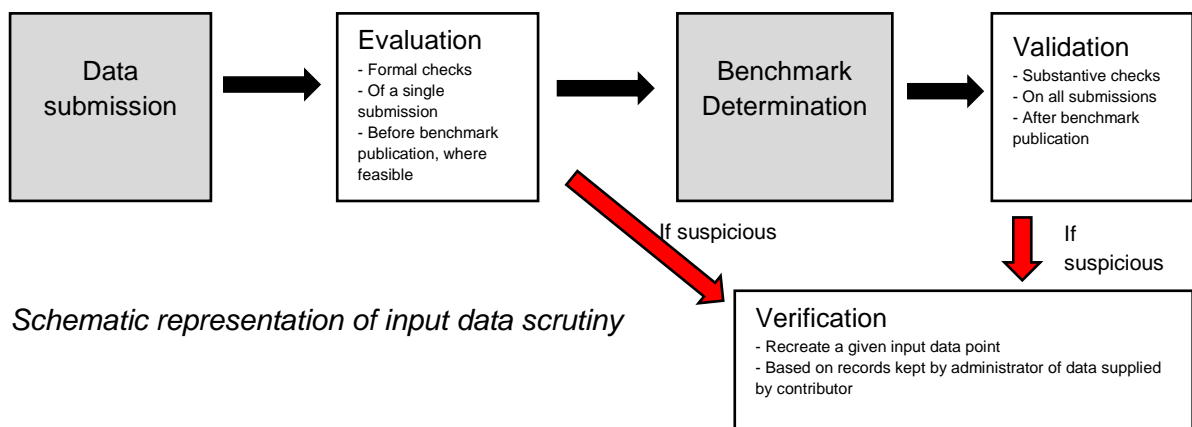 Data
submission
Evaluation
- Formal checks
- Of a single
submission
- Before benchmark
publication, where
feasible
Benchmark
Determination
Validation
- Substantive checks
- On all submissions
- After benchmark
publication
If suspicious
If
suspicious
Schematic representation of input data scrutiny
Verification
- Recreate a given input data point
- Based on records kept by administrator of data supplied
by contributor